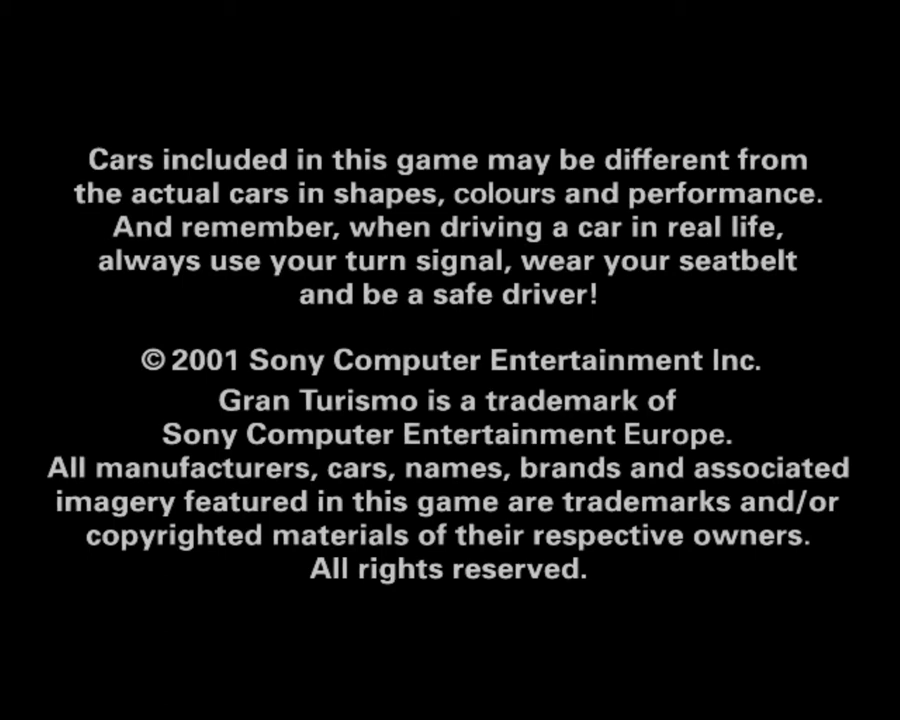 Cars included in this game may be different from
the actual cars in shapes, colours and performance.
And remember, when driving a car in real life,
always use your turn signal, wear your seatbelt
and be a safe driver!
© 2001 Sony Computer Entertainment Inc.
Gran Turismo is a trademark of
Sony Computer Entertainment Europe.
All manufacturers, cars, names, brands and associated
imagery featured in this game are trademarks and/or
copyrighted materials of their respective owners.
All rights reserved.